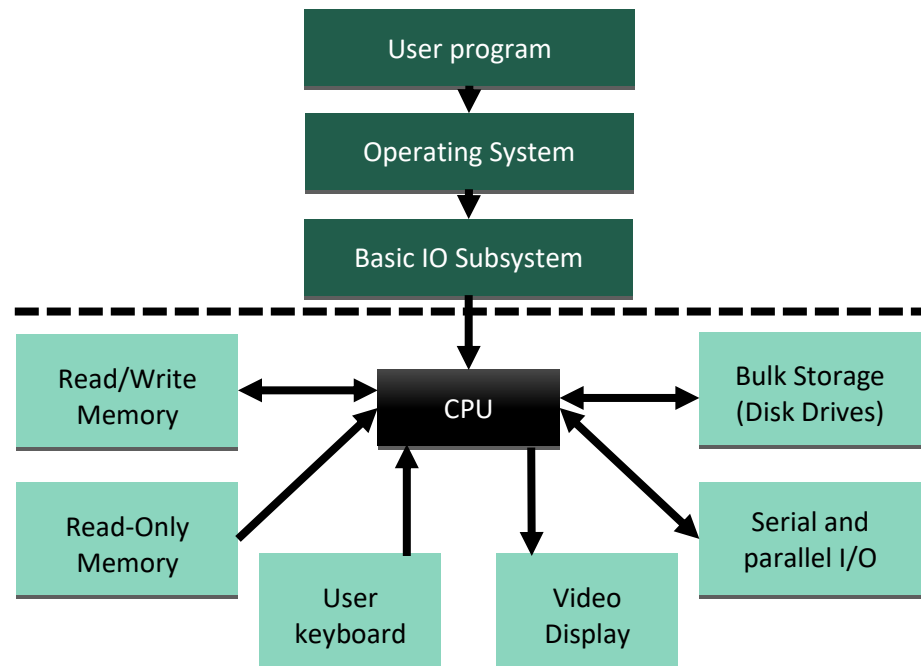 User program
Operating System
Basic IO Subsystem
Read/Write
Memory
CPU
Bulk Storage
(Disk Drives)
Read-Only
Memory
Serial and
parallel I/O
User
keyboard
Video
Display